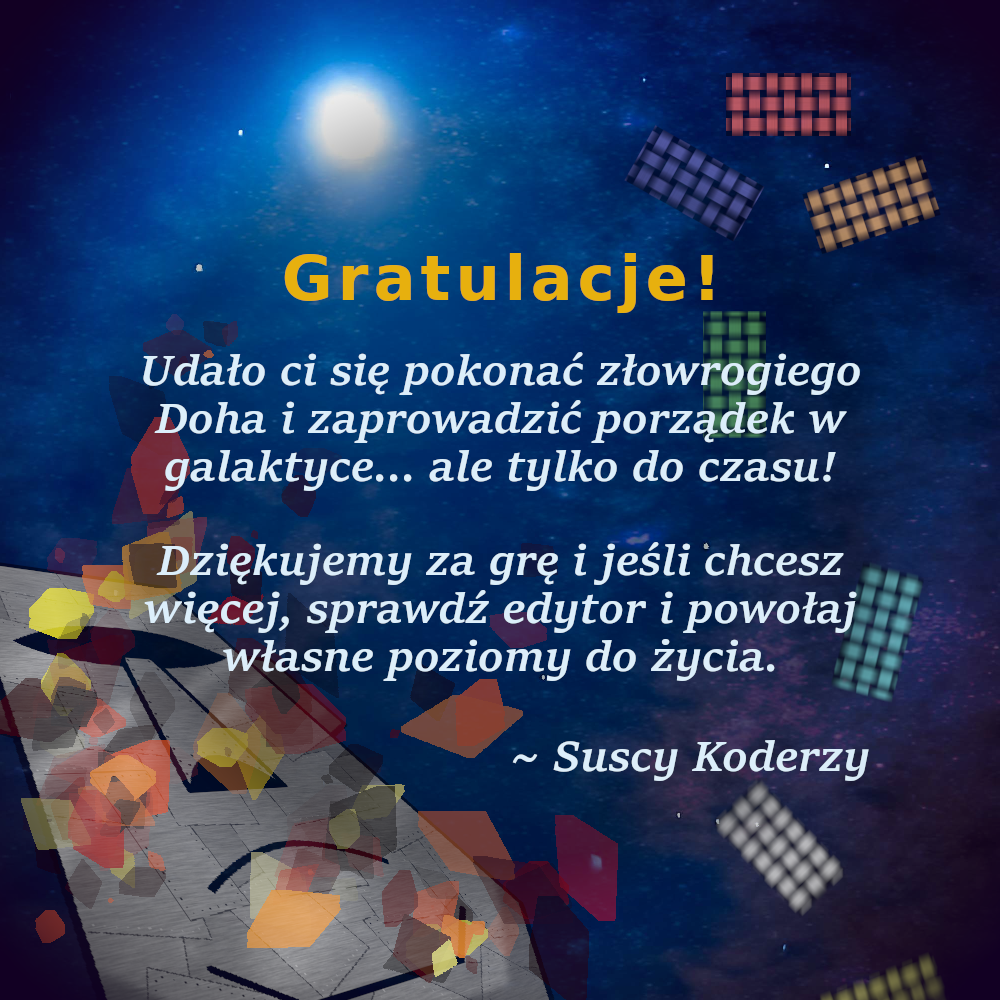 Gratulacje!
Udało ci się pokonać złowrogiego
Doha i zaprowadzić porządek w
galaktyce... ale tylko do czasu!
Dziękujemy za grę i jeśli chcesz
więcej, sprawdź edytor i powołaj
własne poziomy do życia.
~ Suscy Koderzy